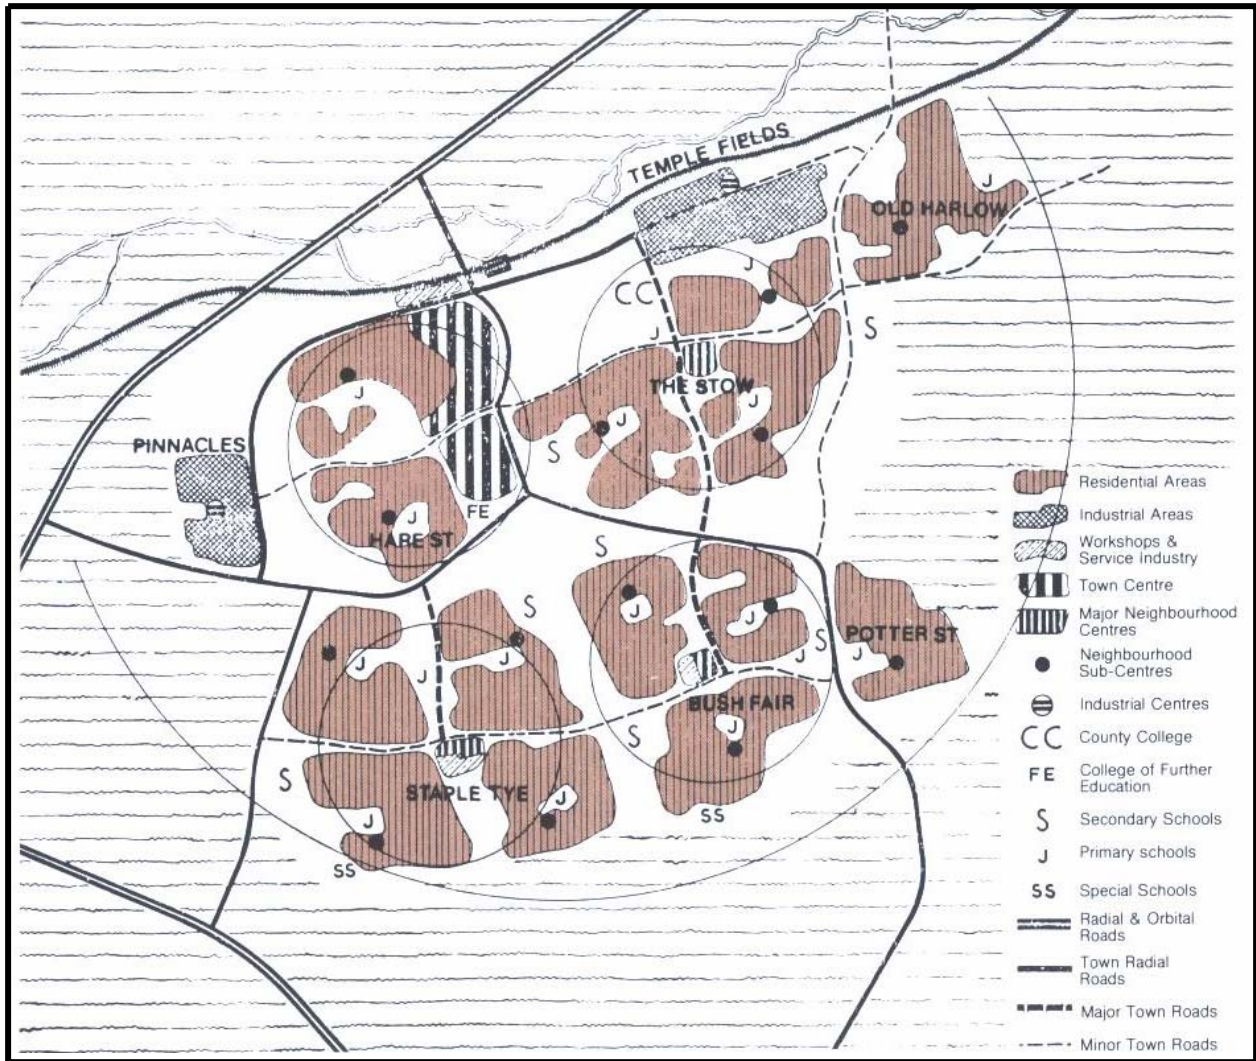 TEMPLE FIELDS
J
OLD HARLOW
J
CC
S
J
THE STOW
J
PINNACLES
J
J
S
FE
J
HARE ST
S
J
S
J
S
J
POTTER ST
J
J
J
J
BUSH FAIR
S
J
S
STAPLE TYE
J
J
SS
SS
Residential Areas
Industrial Areas
Workshops &
Service Industry
Town Centre
Major Neighbourhood
Centres
Neighbourhood
Sub-Centres
Industrial Centres
CC County College
FE College of Further
Education
S Secondary Schools
J Primary schools
SS Special Schools
Radial & Orbital
Roads
Town Radial
Roads
Major Town Roads
Minor Town Roads